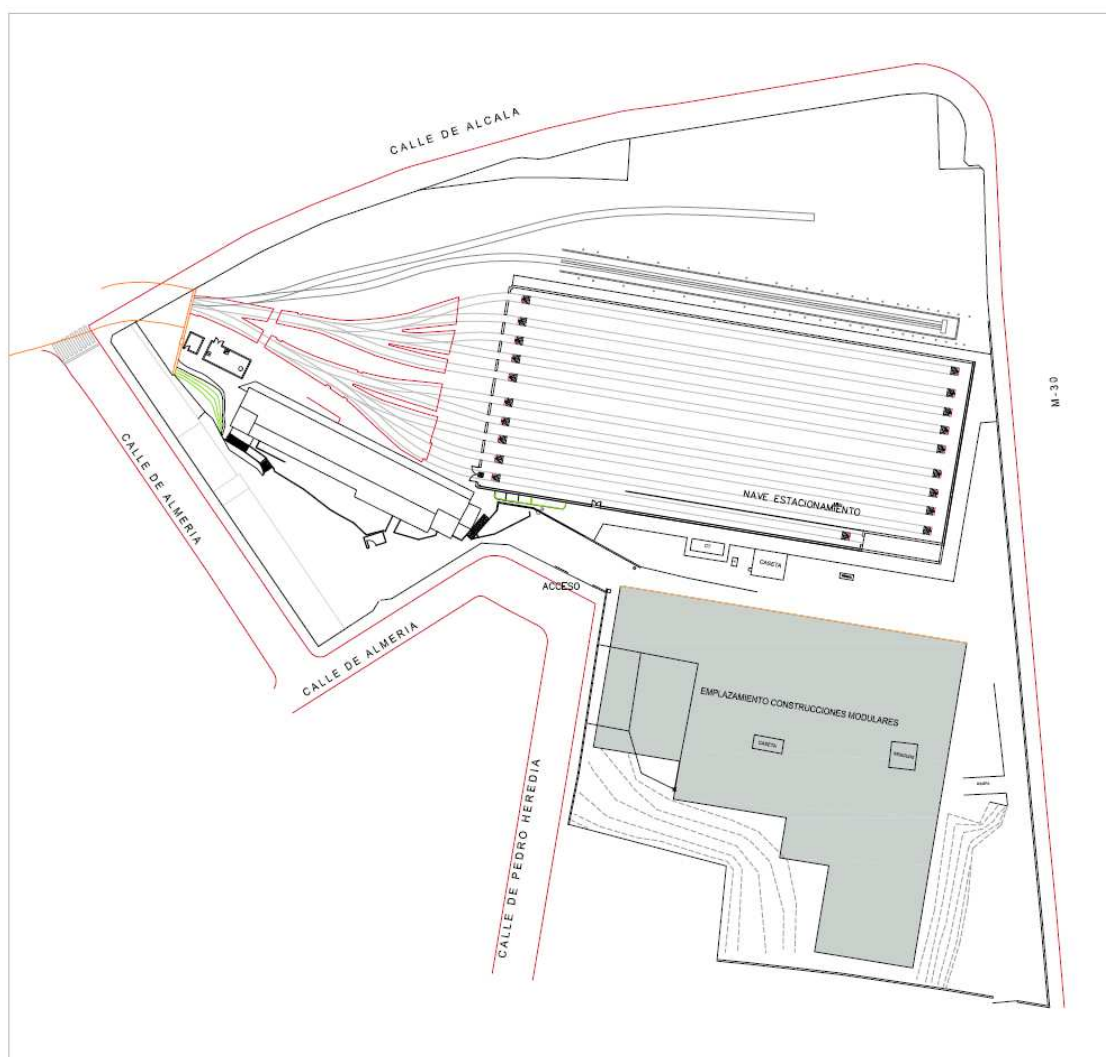 CALLE DE ALCALA
M-30
CALLE DE ALMERIA
NAVE ESTACIONAMIENTO
CT
CASETA
ACCESO
CALLE DE ALMERIA
EMPLAZAMIENTO CONSTRUCCIONES MODULARES
CASETA
CALLE DE PEDRO HEREDIA